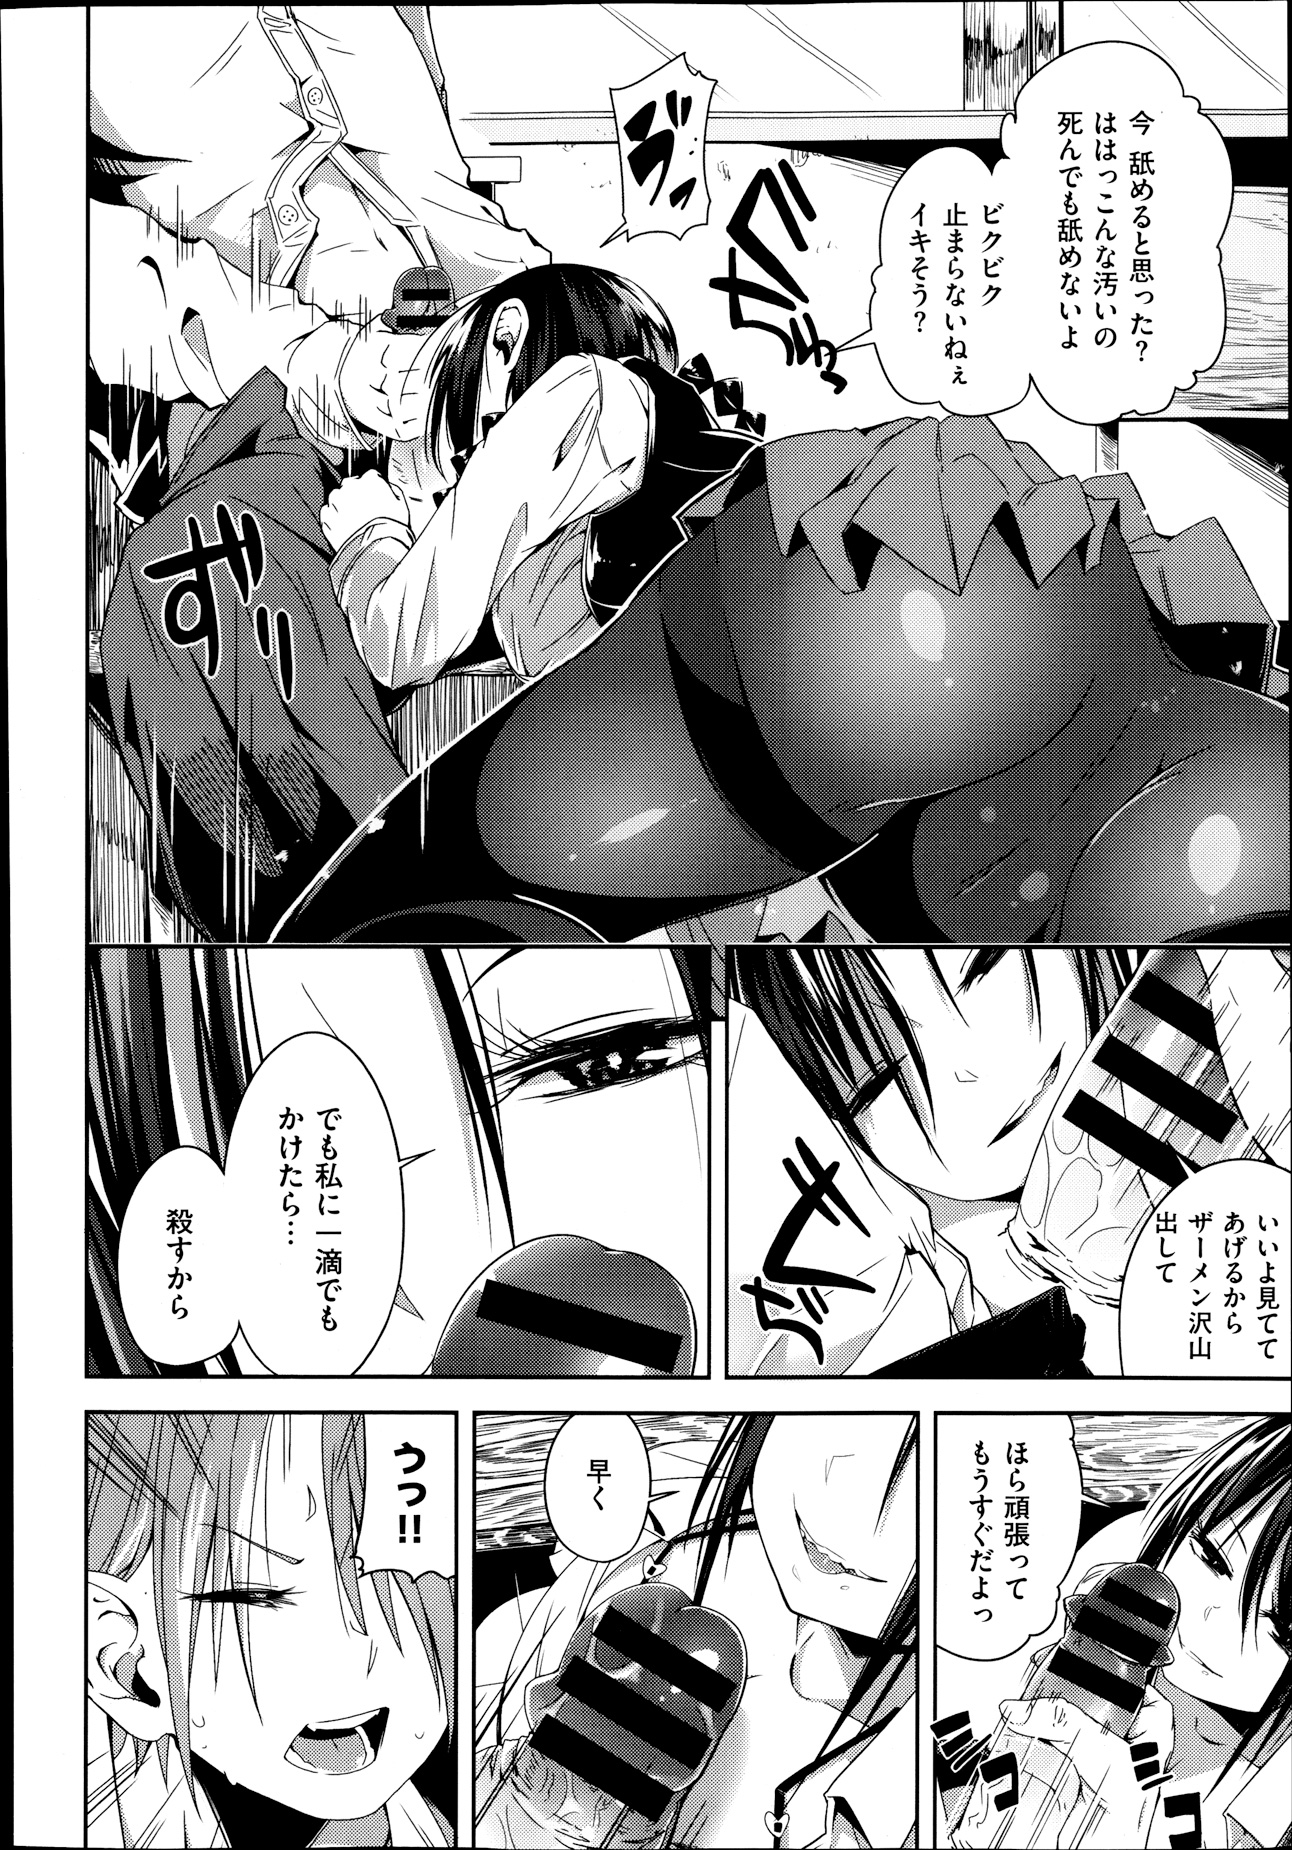 今 舐めると思った?
ははっこんな汚いの
死んでも舐めないよ
ビクビク
止まらないねぇ
イキそう?
いいよ見てて
あげるから
ザーメン沢山
出して
でも私に一滴でも
かけたら…
殺すから
ほら頑張って
もうすぐだよっ
コ
コ
早く
うっ!!